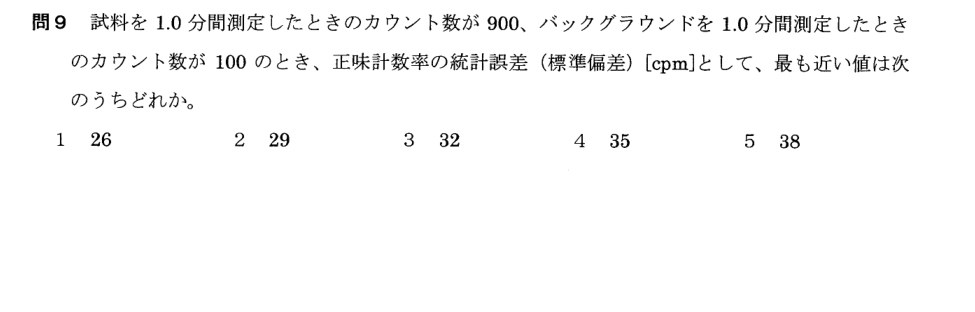 問9 試料を 1.0 分間測定したときのカウント数が 900、バックグラウンドを 1.0 分間測定したとき
のカウント数が 100 のとき、正味計数率の統計誤差（標準偏差）[cpm]として、最も近い値は次
のうちどれか。
1 26 2 29 3 32 4 35 5 38